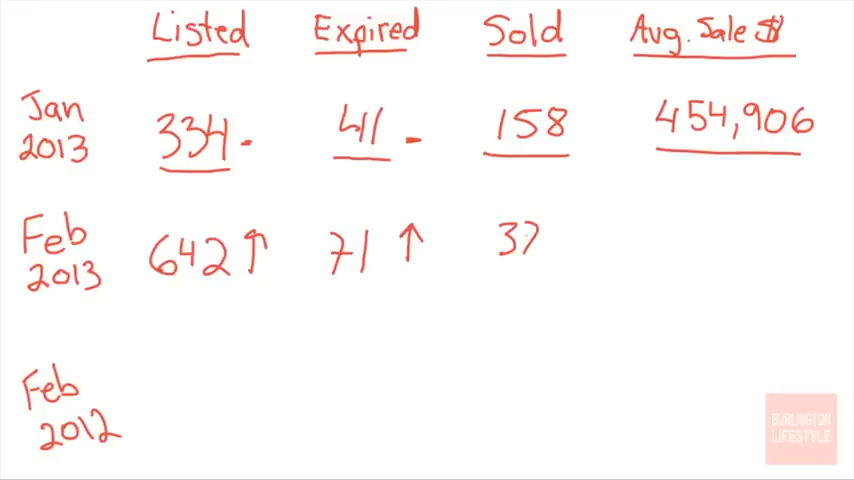 Listed Expired Sold Avg. Sale $
Jan 2013 334 - 41 - 158 454,906
Feb 2013 642 ↑ 71 ↑ 37
Feb 2012
BURLINGTON
LIFESTYLE